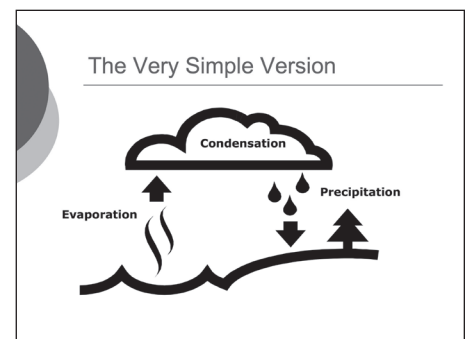 The Very Simple Version
Condensation
Precipitation
Evaporation